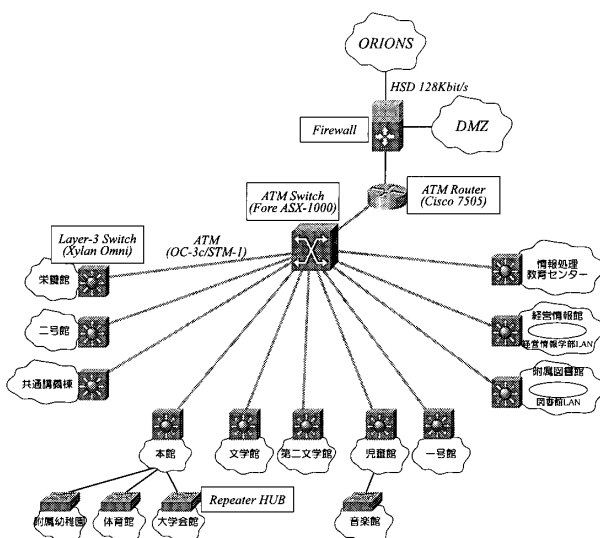 ORIONS
HSD 128Kbit/s
Firewall
DMZ
ATM Switch
(Fore ASX-1000)
ATM Router
(Cisco 7505)
Layer-3 Switch
(Xylan Omni)
ATM
(OC-3c/STM-1)
栄養館
情報処理
教育センター
二号館
経営情報館
経営情報学部LAN
共通講義棟
附属図書館
図書館LAN
本館
文学館
第二文学館
児童館
一号館
Repeater HUB
附属幼稚園
体育館
大学会館
音楽館